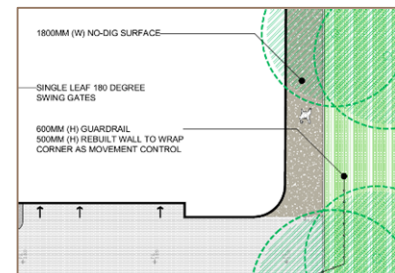 1800MM (W) NO-DIG SURFACE
SINGLE LEAF 180 DEGREE
SWING GATES
600MM (H) GUARDRAIL
500MM (H) REBUILT WALL TO WRAP
CORNER AS MOVEMENT CONTROL